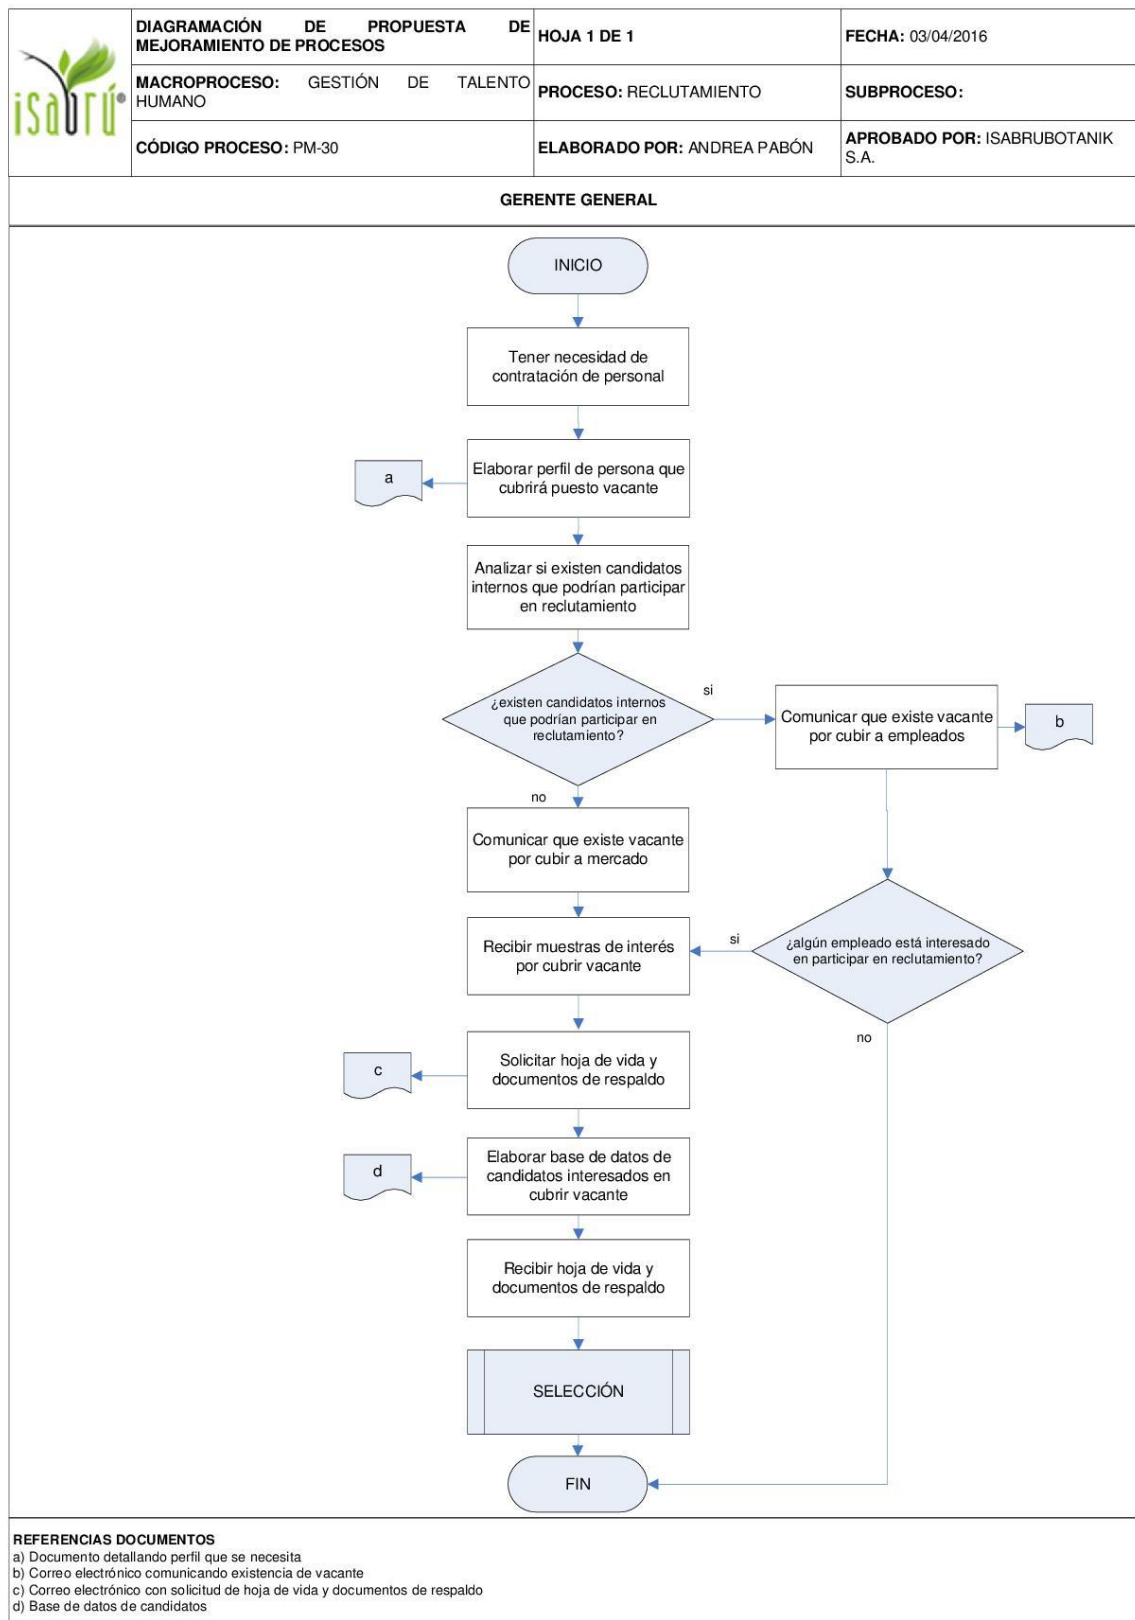 isabrú®
DIAGRAMACIÓN DE PROPUESTA DE
MEJORAMIENTO DE PROCESOS
HOJA 1 DE 1
FECHA: 03/04/2016
MACROPROCESO: GESTIÓN DE TALENTO
HUMANO
PROCESO: RECLUTAMIENTO
SUBPROCESO:
CÓDIGO PROCESO: PM-30
ELABORADO POR: ANDREA PABÓN
APROBADO POR: ISABRUBOTANIK
S.A.
GERENTE GENERAL
INICIO
Tener necesidad de
contratación de personal
Elaborar perfil de persona que
cubrirá puesto vacante
a
Analizar si existen candidatos
internos que podrían participar
en reclutamiento
¿existen candidatos internos
que podrían participar en
reclutamiento?
si
Comunicar que existe vacante
por cubir a empleados
b
no
Comunicar que existe vacante
por cubir a mercado
Recibir muestras de interés
por cubrir vacante
si
¿algún empleado está interesado
en participar en reclutamiento?
no
Solicitar hoja de vida y
documentos de respaldo
c
Elaborar base de datos de
candidatos interesados en
cubrir vacante
d
Recibir hoja de vida y
documentos de respaldo
SELECCIÓN
FIN
REFERENCIAS DOCUMENTOS
a) Documento detallando perfil que se necesita
b) Correo electrónico comunicando existencia de vacante
c) Correo electrónico con solicitud de hoja de vida y documentos de respaldo
d) Base de datos de candidatos